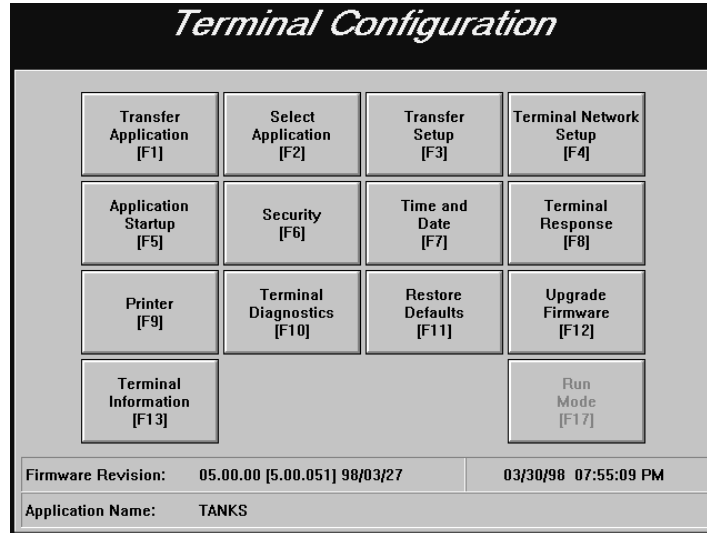 Terminal Configuration
Transfer
Application
[F1]
Select
Application
[F2]
Transfer
Setup
[F3]
Terminal Network
Setup
[F4]
Application
Startup
[F5]
Security
[F6]
Time and
Date
[F7]
Terminal
Response
[F8]
Printer
[F9]
Terminal
Diagnostics
[F10]
Restore
Defaults
[F11]
Upgrade
Firmware
[F12]
Terminal
Information
[F13]
Run
Mode
[F17]
Firmware Revision: 05.00.00 [5.00.051] 98/03/27 03/30/98 07:55:09 PM
Application Name: TANKS